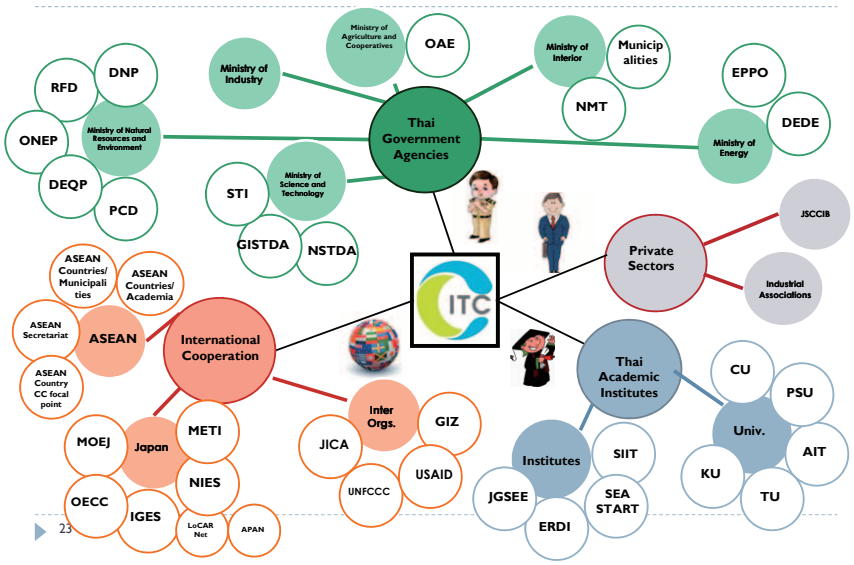 Ministry of
Agriculture and
Cooperatives
OAE
Ministry of
Industry
Ministry of
Interior
Municip
alities
NMT
EPPO
DEDE
Ministry of
Energy
DNP
RFD
ONEP
Ministry of Natural
Resources and
Environment
DEQP
PCD
Thai
Government
Agencies
Ministry of
Science and
Technology
STI
GISTDA
NSTDA
JSCCIB
Private
Sectors
Industrial
Associations
ITC
ASEAN
Countries/
Municipali
ties
ASEAN
Countries/
Academia
ASEAN
Secretariat
ASEAN
ASEAN
Country
CC focal
point
International
Cooperation
Thai
Academic
Institutes
Inter
Orgs.
GIZ
JICA
USAID
UNFCCC
MOEJ
Japan
METI
NIES
OECC
IGES
LoCAR
Net
APAN
Institutes
SIIT
JGSEE
SEA
START
ERDI
CU
PSU
Univ.
AIT
KU
TU
23